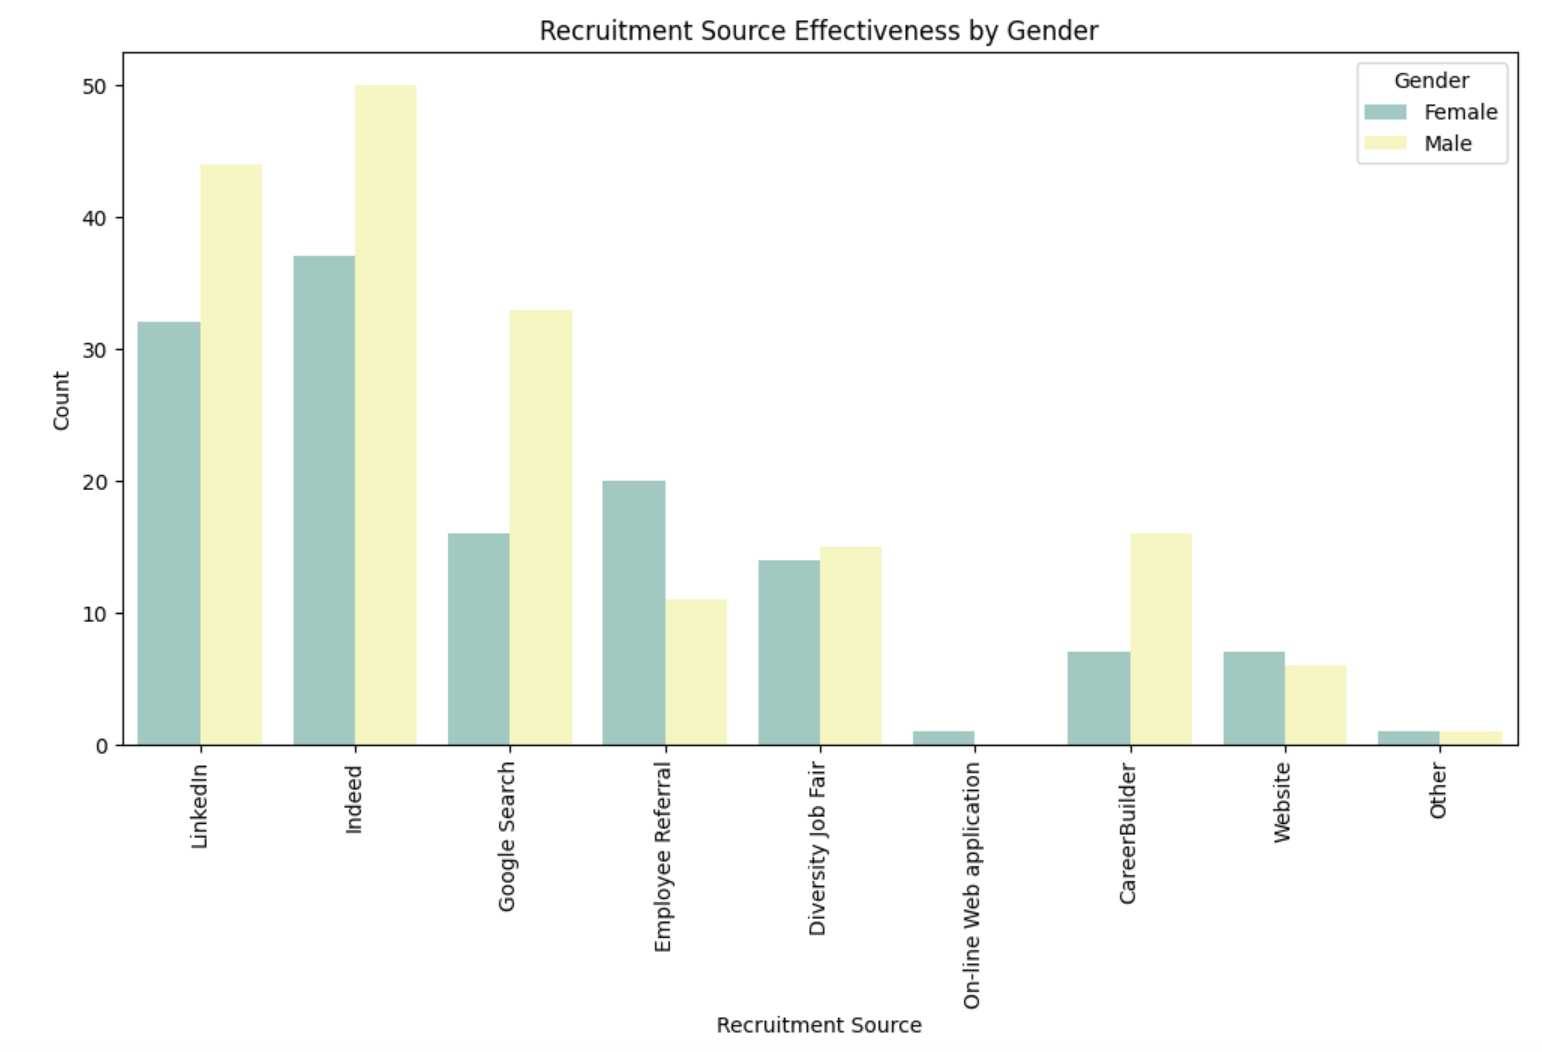 Recruitment Source Effectiveness by Gender
Gender
Female
Male
50
40
30
20
10
0
Count
LinkedIn
Indeed
Google Search
Employee Referral
Diversity Job Fair
On-line Web application
CareerBuilder
Website
Other
Recruitment Source